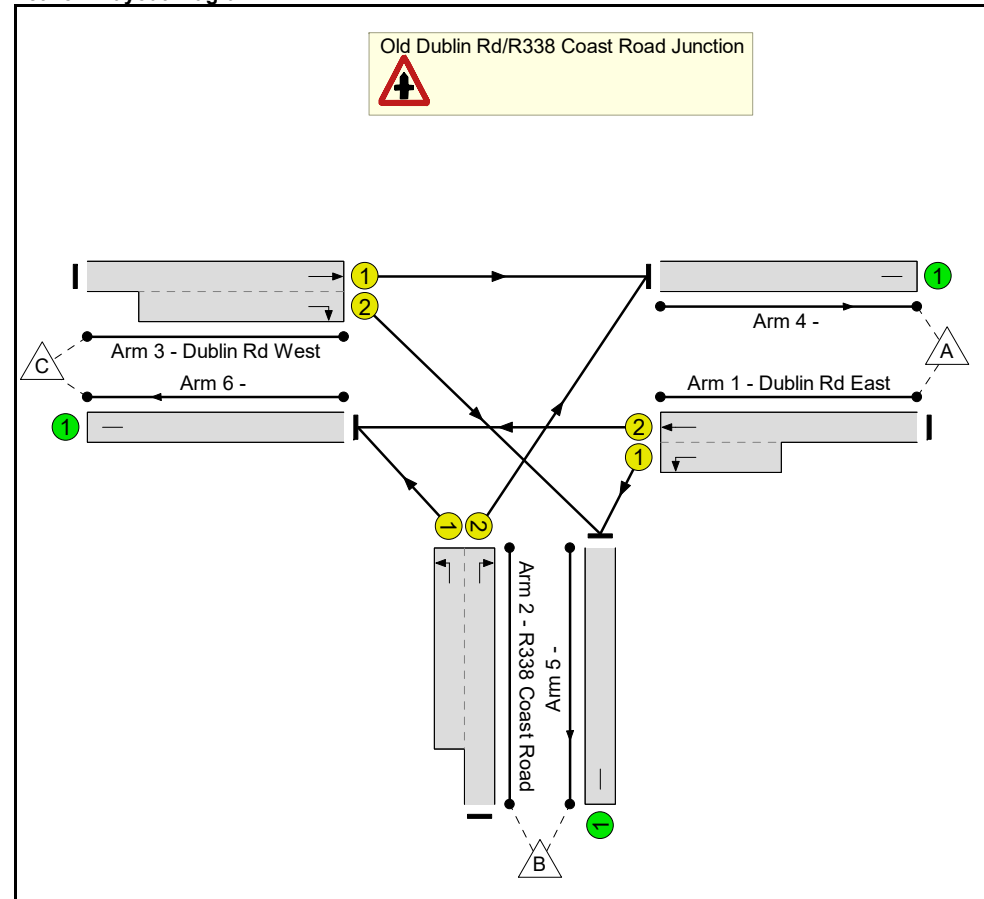 Old Dublin Rd/R338 Coast Road Junction
1
1
2
Arm 4 -
Arm 3 - Dublin Rd West
C
A
Arm 6 -
Arm 1 - Dublin Rd East
1
2
1
1
2
Arm 2 - R338 Coast Road
Arm 5 -
1
B